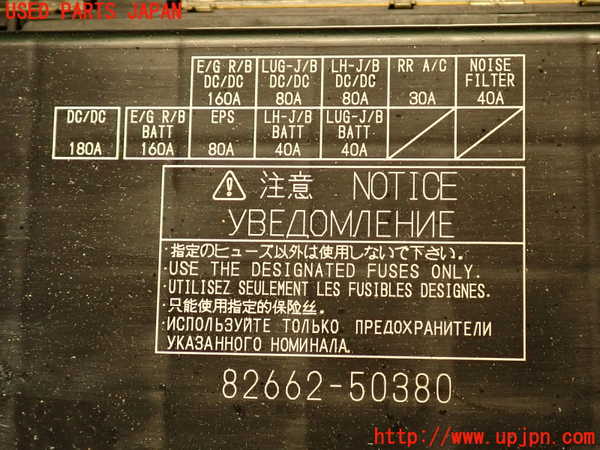 USED PARTS JAPAN
E/G R/B DC/DC 160A
LUG-J/B DC/DC 80A
LH-J/B DC/DC 80A
RR A/C 30A
NOISE FILTER 40A
DC/DC 180A
E/G R/B BATT 160A
EPS 80A
LH-J/B BATT 40A
LUG-J/B BATT 40A
注意 NOTICE
УВЕДОМЛЕНИЕ
・指定のヒューズ以外は使用しないで下さい。
・USE THE DESIGNATED FUSES ONLY.
・UTILISEZ SEULEMENT LES FUSIBLES DESIGNES.
・只能使用指定的保险丝。
・ИСПОЛЬЗУЙТЕ ТОЛЬКО ПРЕДОХРАНИТЕЛИ
УКАЗАННОГО НОМИНАЛА.
82662-50380
http://www.upjpn.com/